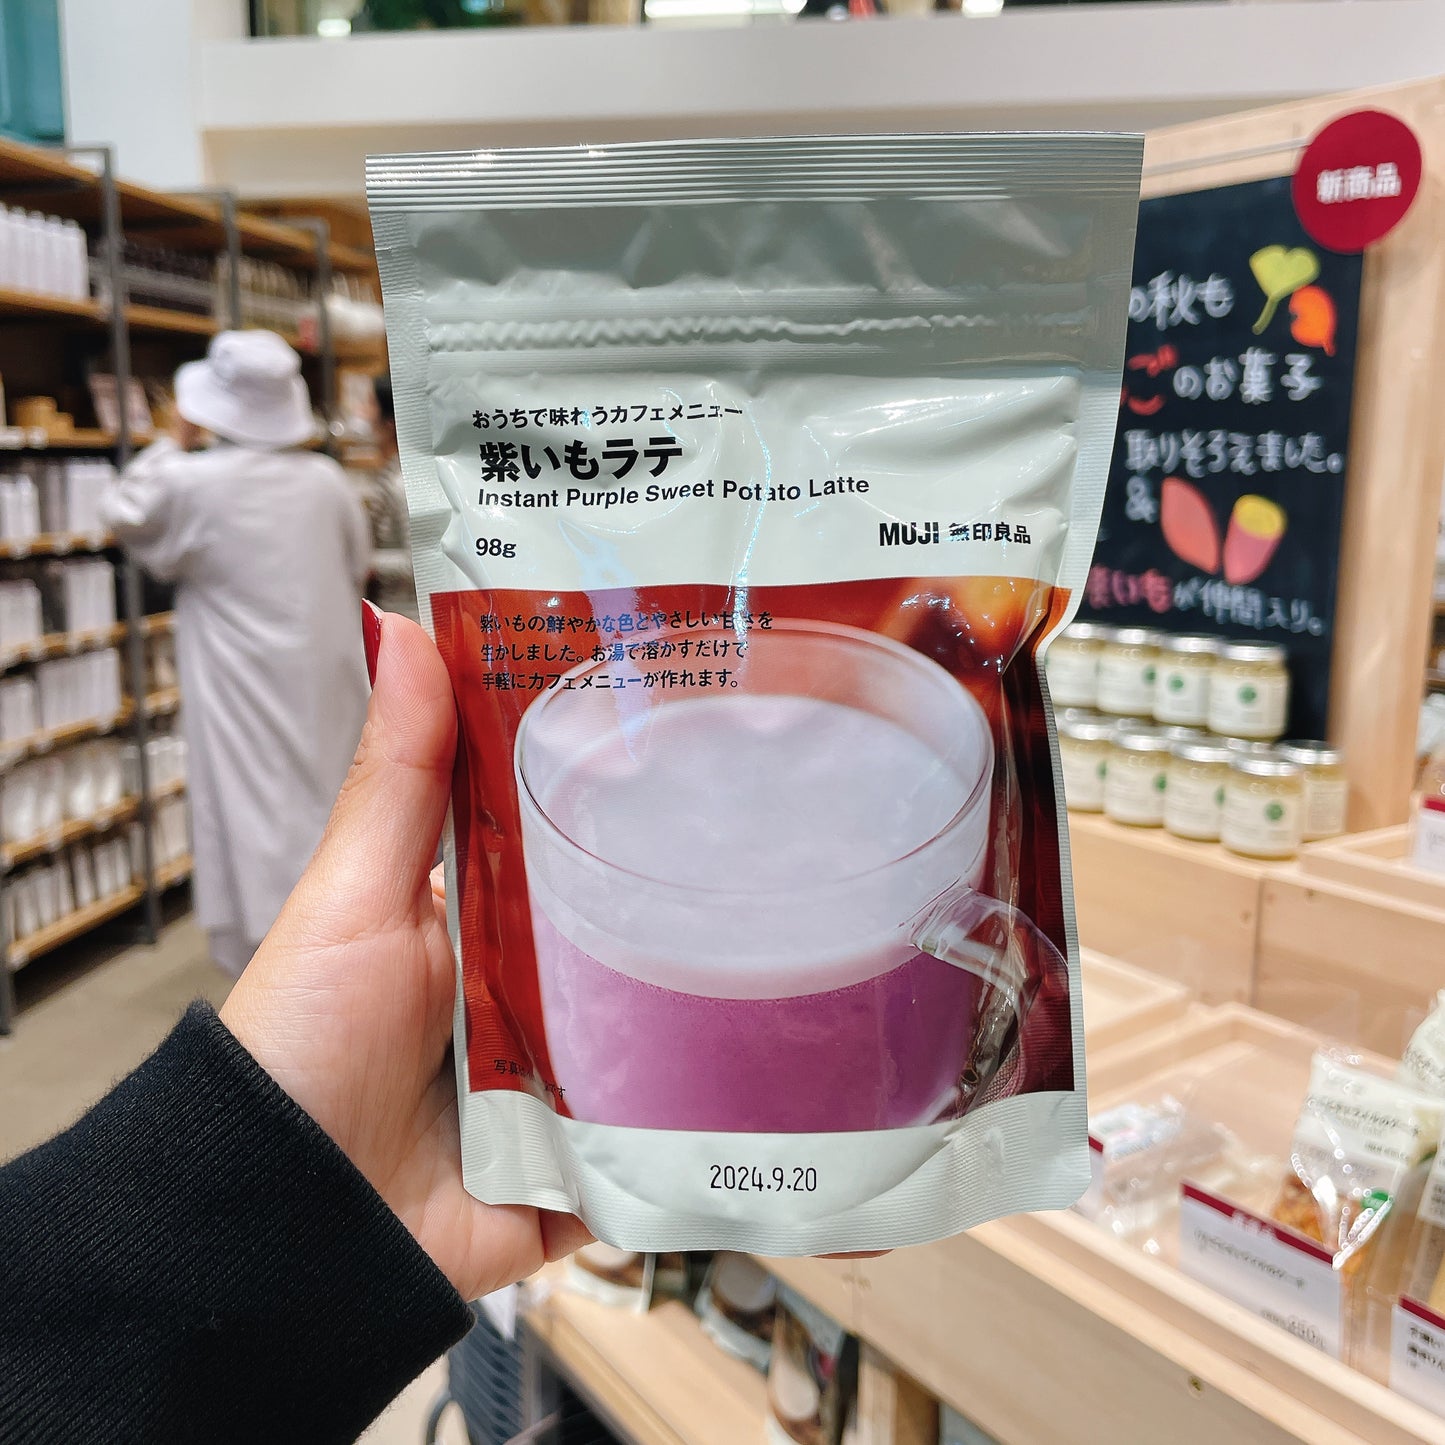 おうちで味わうカフェメニュー
紫いもラテ
Instant Purple Sweet Potato Latte
98g
MUJI 無印良品
紫いもの鮮やかな色とやさしい甘さを
生かしました。お湯で溶かすだけで
手軽にカフェメニューが作れます。
2024.9.20
新商品
の秋も
のお菓子
取りそろえました。
&
紫いもが仲間入り。